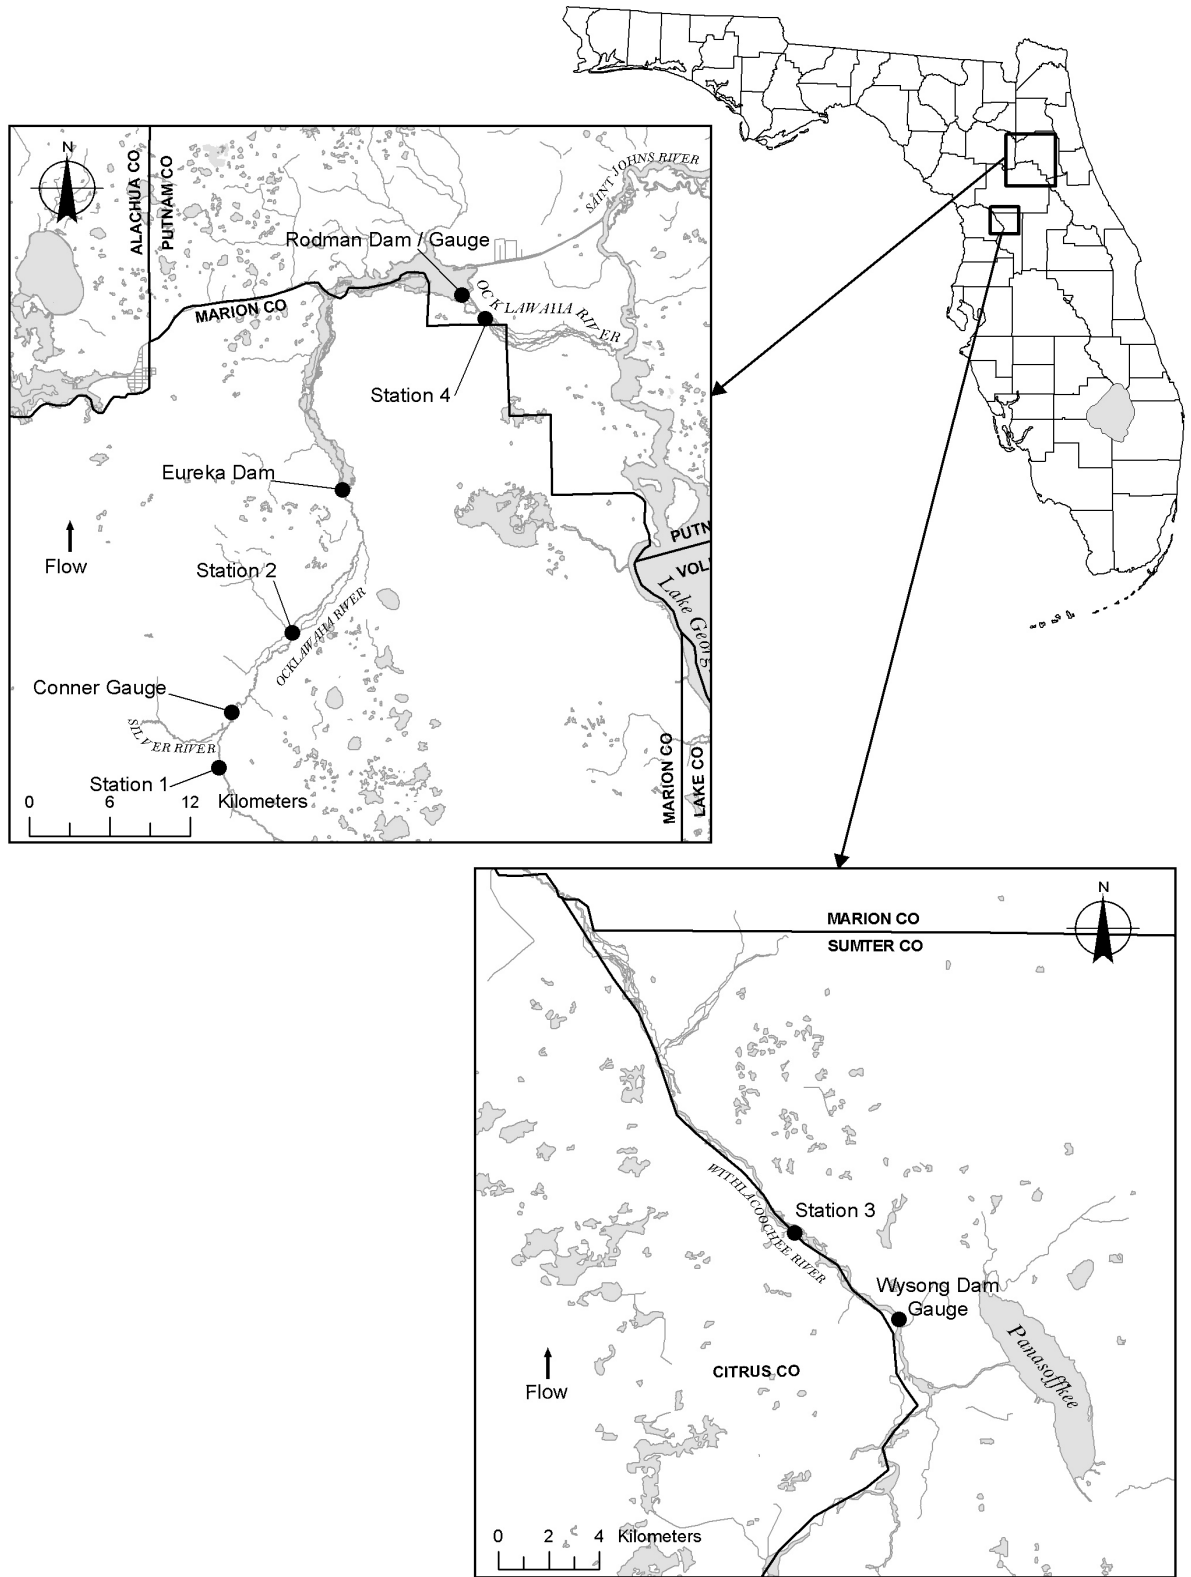 N
ALACHUA CO
PUTNAM CO
SAINT JOHNS RIVER
Rodman Dam / Gauge
OCKLAWAHA RIVER
MARION CO
Station 4
Eureka Dam
Flow
Station 2
OCKLAWAHA RIVER
Conner Gauge
SILVER RIVER
Station 1
0 6 12 Kilometers
PUTN
VOL
Lake Georg
MARION CO
LAKE CO
N
MARION CO
SUMTER CO
WITHLACOOCHEE RIVER
Station 3
Wysong Dam
Gauge
Panasoffkee
CITRUS CO
Flow
0 2 4 Kilometers